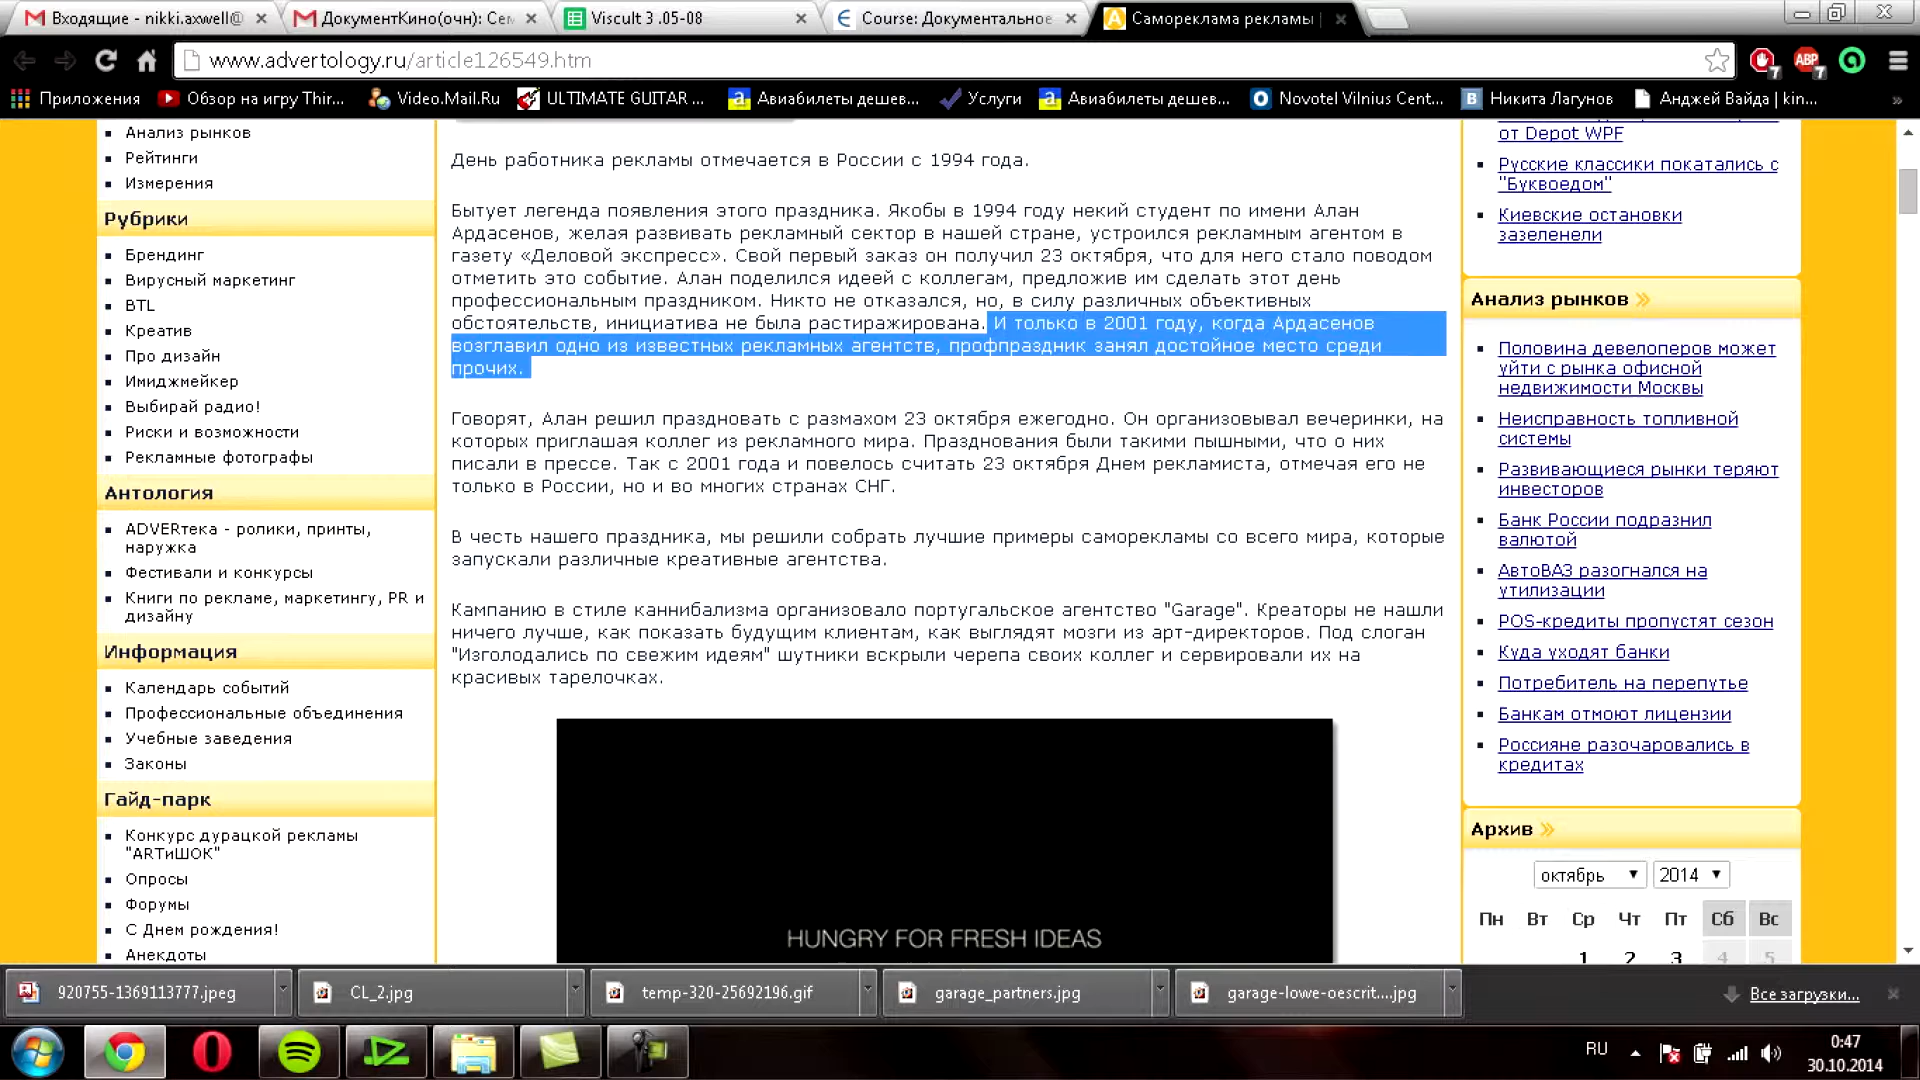 Входящие - nikki.axwell@
ДокументКино(очн): Сем
Viscult 3 .05-08
Course: Документальное
Самореклама рекламы |
www.advertology.ru/article126549.htm
7
ABP
7
Приложения
Обзор на игру Thir...
Video.Mail.Ru
ULTIMATE GUITAR ...
Авиабилеты дешев...
Услуги
Авиабилеты дешев...
Novotel Vilnius Cent...
Никита Лагунов
Анджей Вайда | kin...
»
Анализ рынков
Рейтинги
Измерения
Рубрики
Брендинг
Вирусный маркетинг
BTL
Креатив
Про дизайн
Имиджмейкер
Выбирай радио!
Риски и возможности
Рекламные фотографы
Антология
ADVERтека - ролики, принты,
наружка
Фестивали и конкурсы
Книги по рекламе, маркетингу, PR и
дизайну
Информация
Календарь событий
Профессиональные объединения
Учебные заведения
Законы
Гайд-парк
Конкурс дурацкой рекламы
"АRТиШОК"
Опросы
Форумы
С Днем рождения!
Анекдоты
День работника рекламы отмечается в России с 1994 года.
Бытует легенда появления этого праздника. Якобы в 1994 году некий студент по имени Алан
Ардасенов, желая развивать рекламный сектор в нашей стране, устроился рекламным агентом в
газету «Деловой экспресс». Свой первый заказ он получил 23 октября, что для него стало поводом
отметить это событие. Алан поделился идеей с коллегам, предложив им сделать этот день
профессиональным праздником. Никто не отказался, но, в силу различных объективных
обстоятельств, инициатива не была растиражирована. И только в 2001 году, когда Ардасенов
возглавил одно из известных рекламных агентств, профпраздник занял достойное место среди
прочих.
Говорят, Алан решил праздновать с размахом 23 октября ежегодно. Он организовывал вечеринки, на
которых приглашая коллег из рекламного мира. Празднования были такими пышными, что о них
писали в прессе. Так с 2001 года и повелось считать 23 октября Днем рекламиста, отмечая его не
только в России, но и во многих странах СНГ.
В честь нашего праздника, мы решили собрать лучшие примеры саморекламы со всего мира, которые
запускали различные креативные агентства.
Кампанию в стиле каннибализма организовало португальское агентство "Garage". Креаторы не нашли
ничего лучше, как показать будущим клиентам, как выглядят мозги из арт-директоров. Под слоган
"Изголодались по свежим идеям" шутники вскрыли черепа своих коллег и сервировали их на
красивых тарелочках.
HUNGRY FOR FRESH IDEAS
от Depot WPF
Русские классики покатались с
"Буквоедом"
Киевские остановки
зазеленели
Анализ рынков »
Половина девелоперов может
уйти с рынка офисной
недвижимости Москвы
Неисправность топливной
системы
Развивающиеся рынки теряют
инвесторов
Банк России подразнил
валютой
АвтоВАЗ разогнался на
утилизации
POS-кредиты пропустят сезон
Куда уходят банки
Потребитель на перепутье
Банкам отмоют лицензии
Россияне разочаровались в
кредитах
Архив »
октябрь
2014
Пн Вт Ср Чт Пт Сб Вс
1 2 3 4 5
920755-1369113777.jpeg
CL_2.jpg
temp-320-25692196.gif
garage_partners.jpg
garage-lowe-oescrit....jpg
Все загрузки...
RU
0:47
30.10.2014